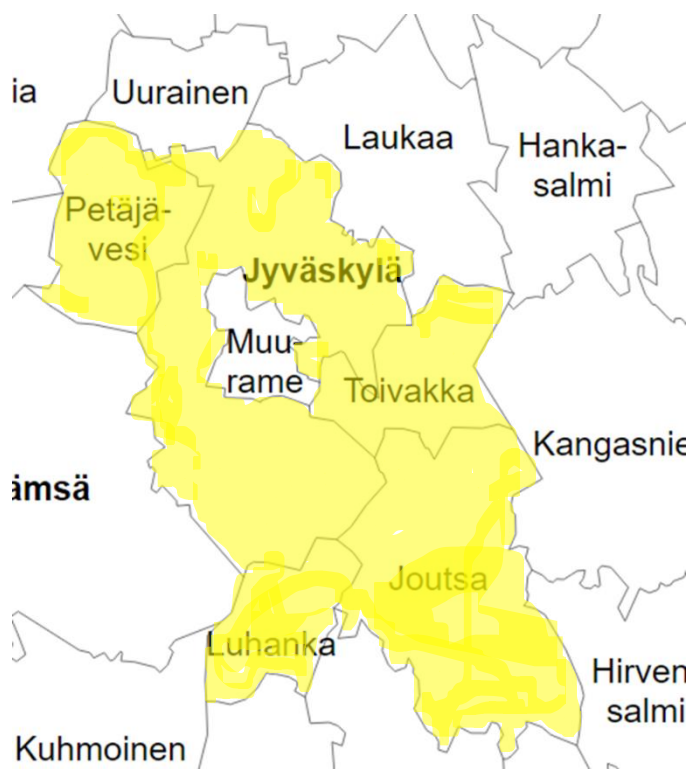 ia
Uurainen
Laukaa
Hanka-
salmi
Petäjä-
vesi
Jyväskylä
Muu-
rame
Toivakka
Kangasnie
ämsä
Joutsa
Luhanka
Hirven
salmi
Kuhmoinen